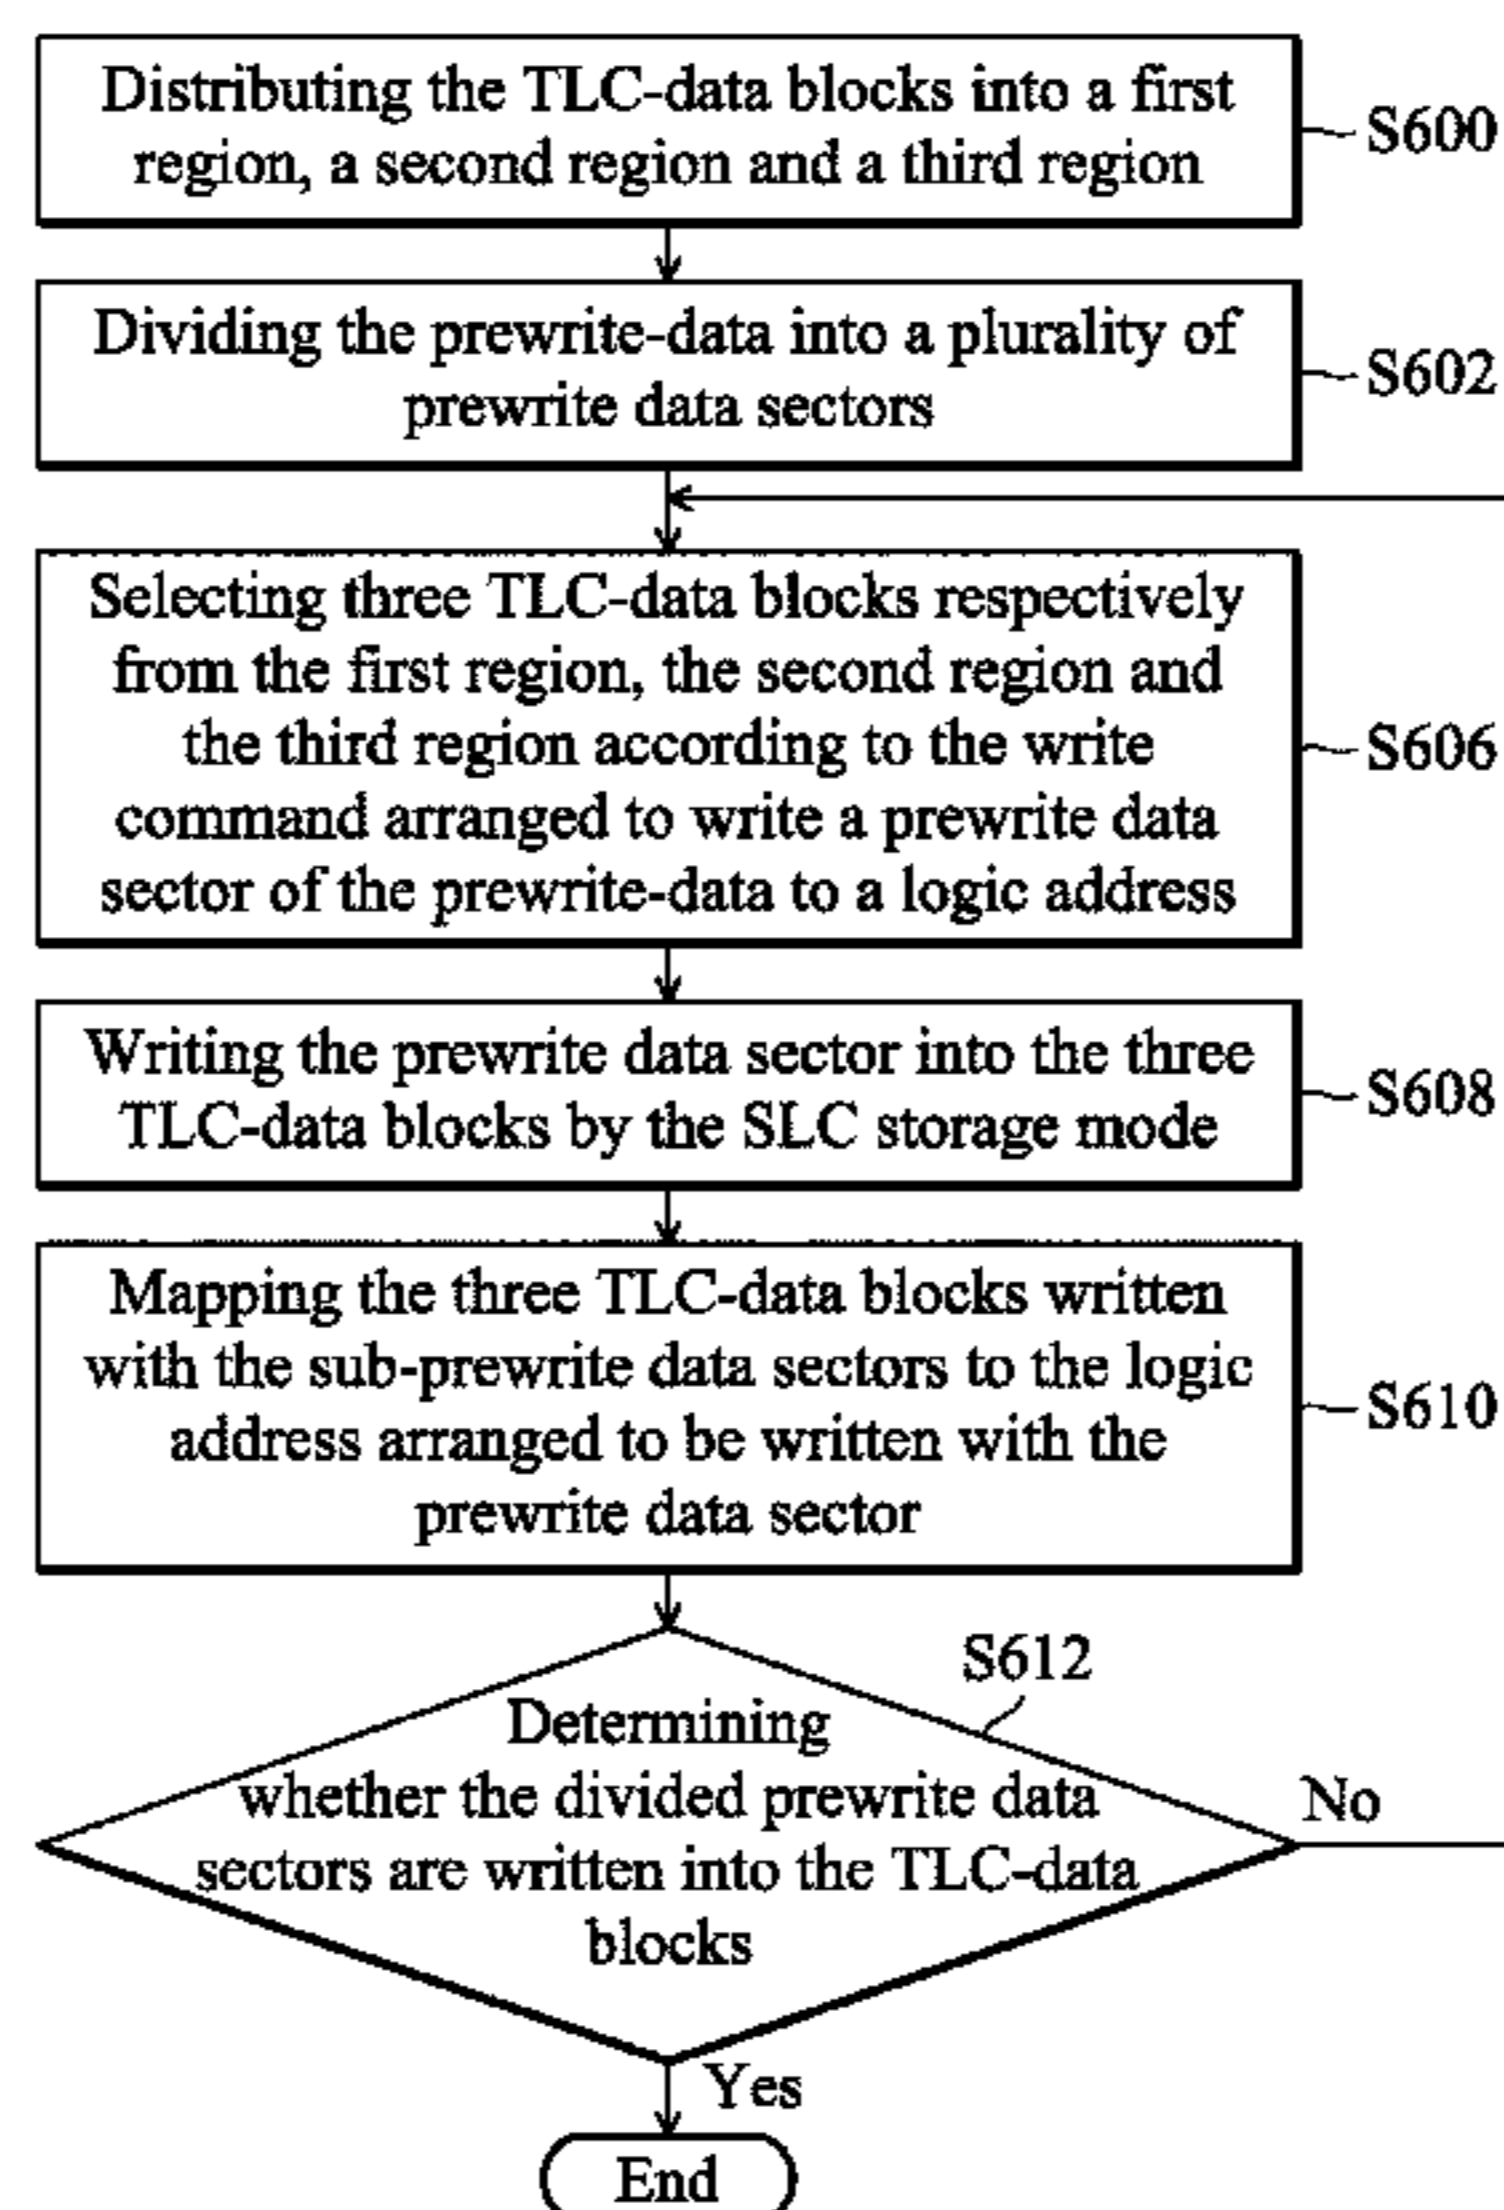 Distributing the TLC-data blocks into a first
region, a second region and a third region
S600
Dividing the prewrite-data into a plurality of
prewrite data sectors
S602
Selecting three TLC-data blocks respectively
from the first region, the second region and
the third region according to the write
command arranged to write a prewrite data
sector of the prewrite-data to a logic address
S606
Writing the prewrite data sector into the three
TLC-data blocks by the SLC storage mode
S608
Mapping the three TLC-data blocks written
with the sub-prewrite data sectors to the logic
address arranged to be written with the
prewrite data sector
S610
S612
Determining
whether the divided prewrite data
sectors are written into the TLC-data
blocks
No
Yes
End